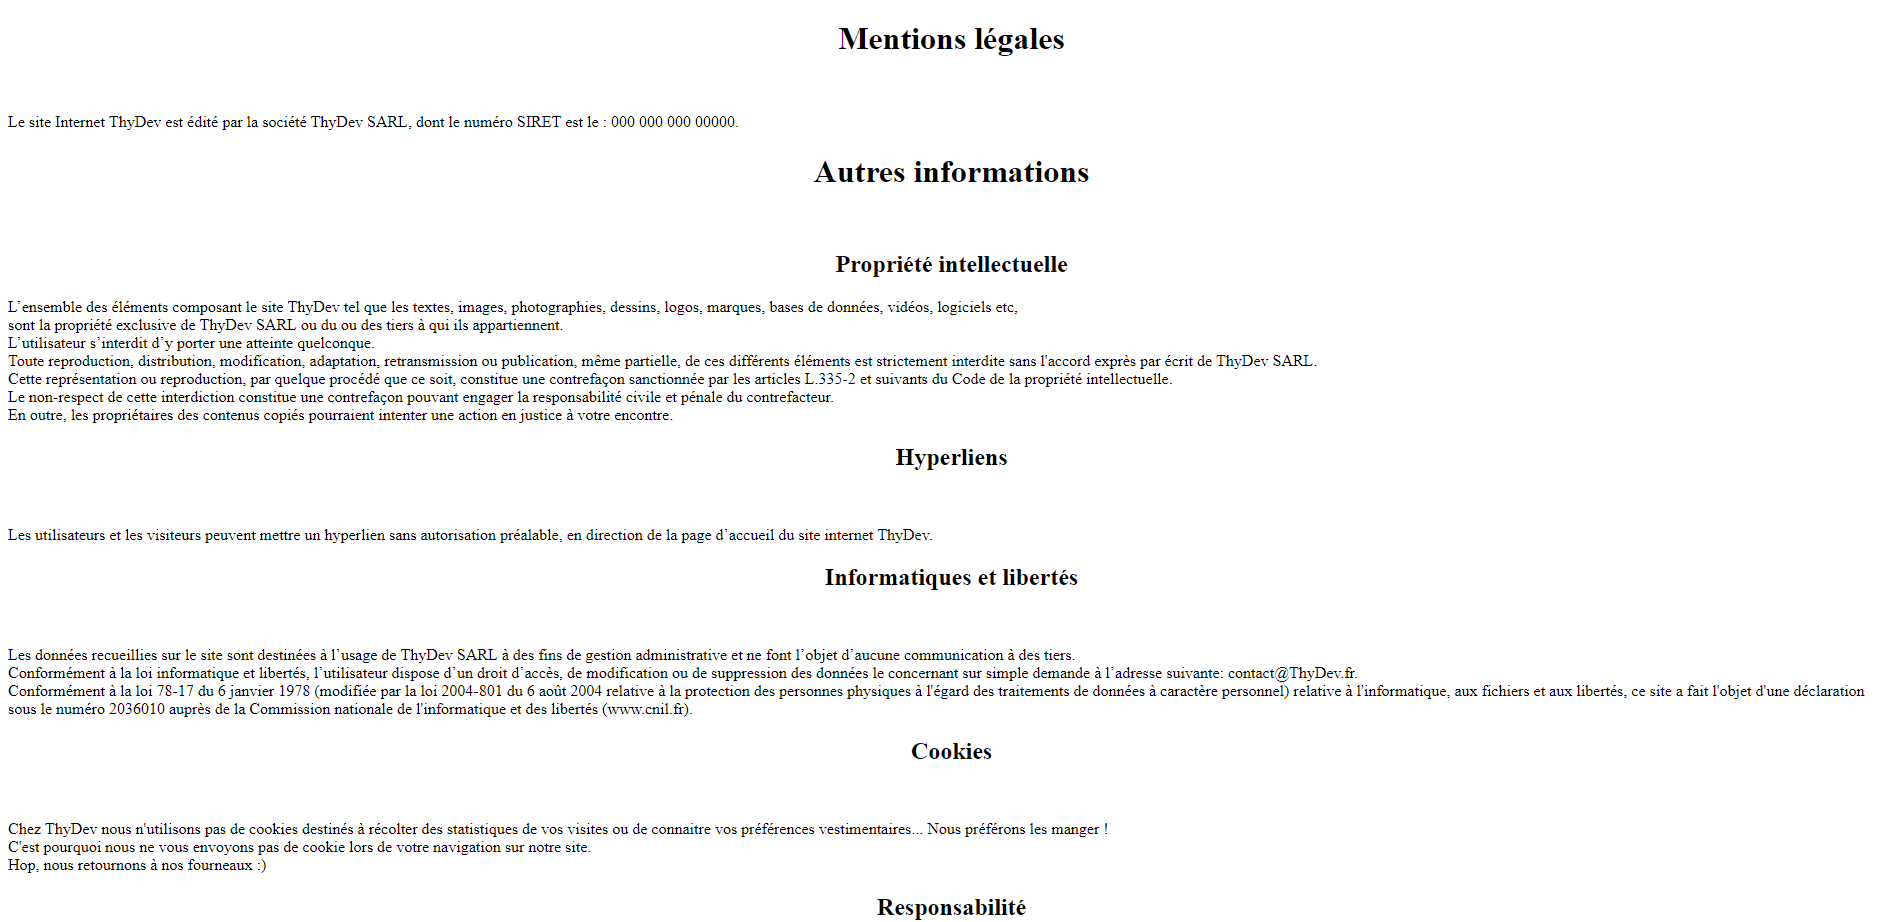 Mentions légales
Le site Internet ThyDev est édité par la société ThyDev SARL, dont le numéro SIRET est le : 000 000 000 00000.
Autres informations
Propriété intellectuelle
L’ensemble des éléments composant le site ThyDev tel que les textes, images, photographies, dessins, logos, marques, bases de données, vidéos, logiciels etc,
sont la propriété exclusive de ThyDev SARL ou du ou des tiers à qui ils appartiennent.
L’utilisateur s’interdit d’y porter une atteinte quelconque.
Toute reproduction, distribution, modification, adaptation, retransmission ou publication, même partielle, de ces différents éléments est strictement interdite sans l'accord exprès par écrit de ThyDev SARL.
Cette représentation ou reproduction, par quelque procédé que ce soit, constitue une contrefaçon sanctionnée par les articles L.335-2 et suivants du Code de la propriété intellectuelle.
Le non-respect de cette interdiction constitue une contrefaçon pouvant engager la responsabilité civile et pénale du contrefacteur.
En outre, les propriétaires des contenus copiés pourraient intenter une action en justice à votre encontre.
Hyperliens
Les utilisateurs et les visiteurs peuvent mettre un hyperlien sans autorisation préalable, en direction de la page d’accueil du site internet ThyDev.
Informatiques et libertés
Les données recueillies sur le site sont destinées à l’usage de ThyDev SARL à des fins de gestion administrative et ne font l’objet d’aucune communication à des tiers.
Conformément à la loi informatique et libertés, l’utilisateur dispose d’un droit d’accès, de modification ou de suppression des données le concernant sur simple demande à l’adresse suivante: contact@ThyDev.fr.
Conformément à la loi 78-17 du 6 janvier 1978 (modifiée par la loi 2004-801 du 6 août 2004 relative à la protection des personnes physiques à l'égard des traitements de données à caractère personnel) relative à l'informatique, aux fichiers et aux libertés, ce site a fait l'objet d'une déclaration
sous le numéro 2036010 auprès de la Commission nationale de l'informatique et des libertés (www.cnil.fr).
Cookies
Chez ThyDev nous n'utilisons pas de cookies destinés à récolter des statistiques de vos visites ou de connaitre vos préférences vestimentaires... Nous préférons les manger !
C'est pourquoi nous ne vous envoyons pas de cookie lors de votre navigation sur notre site.
Hop, nous retournons à nos fourneaux :)
Responsabilité